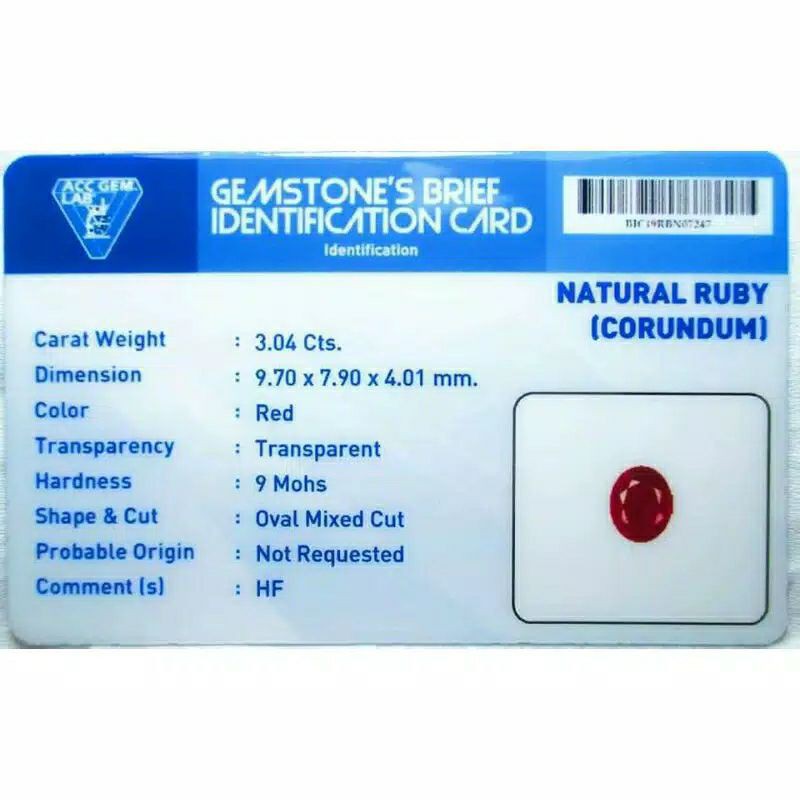 ACC GEM
LAB
GEMSTONE'S BRIEF
IDENTIFICATION CARD
Identification
BIC19RBN07247
NATURAL RUBY
(CORUNDUM)
Carat Weight : 3.04 Cts.
Dimension : 9.70 x 7.90 x 4.01 mm.
Color : Red
Transparency : Transparent
Hardness : 9 Mohs
Shape & Cut : Oval Mixed Cut
Probable Origin : Not Requested
Comment (s) : HF